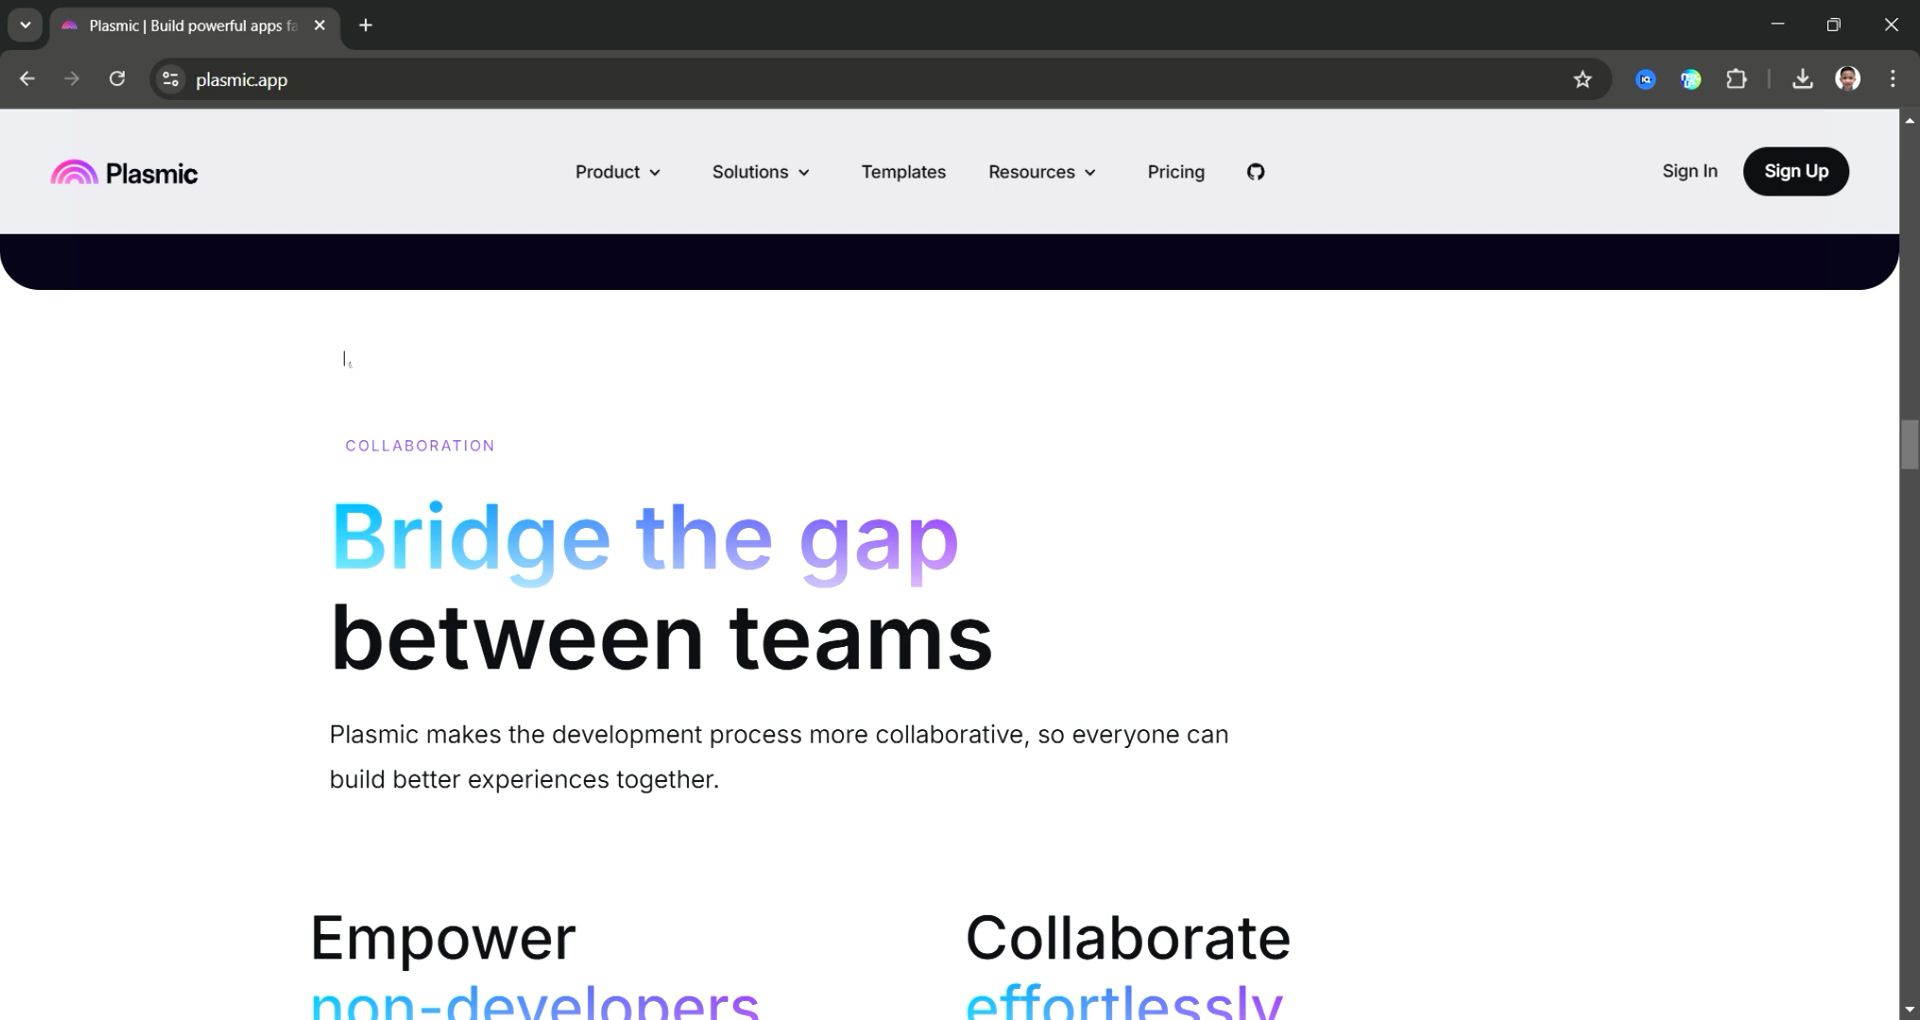 Plasmic | Build powerful apps fa
plasmic.app
Plasmic
Product
Solutions
Templates
Resources
Pricing
Sign In
Sign Up
COLLABORATION
Bridge the gap
between teams
Plasmic makes the development process more collaborative, so everyone can
build better experiences together.
Empower
non-developers
Collaborate
effortlessly